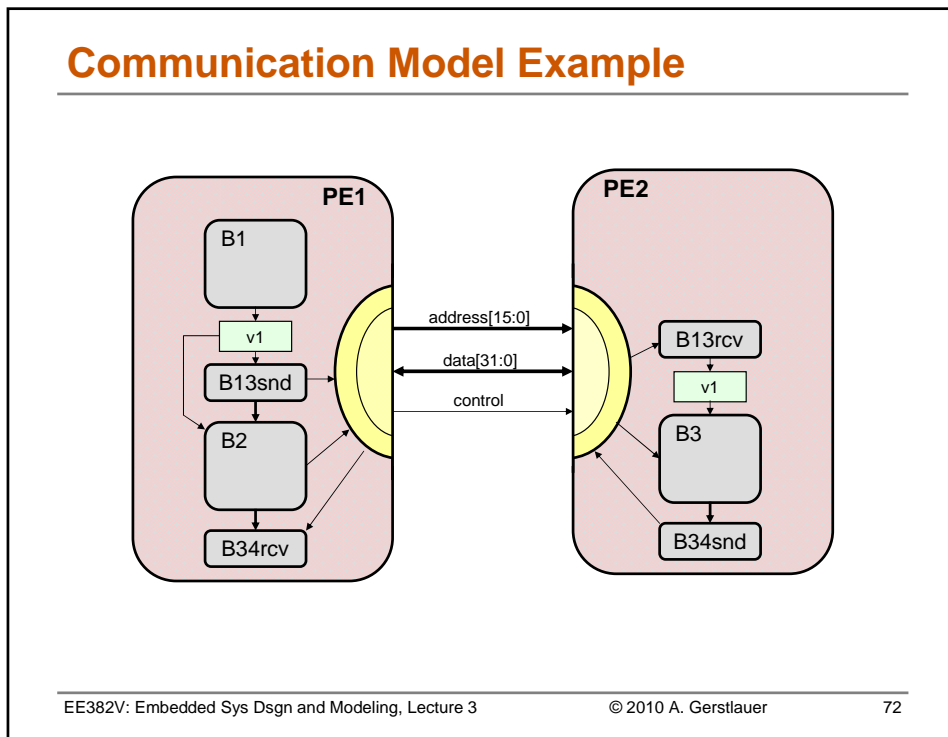 Communication Model Example
PE1
PE2
B1
v1
B13snd
B2
B34rcv
address[15:0]
data[31:0]
control
B13rcv
v1
B3
B34snd
EE382V: Embedded Sys Dsgn and Modeling, Lecture 3
© 2010 A. Gerstlauer
72